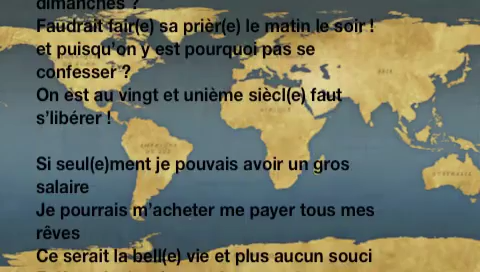 dimanches ?
Faudrait fair(e) sa prièr(e) le matin le soir !
et puisqu'on y est pourquoi pas se
confesser ?
On est au vingt et unième siècl(e) faut
s'libérer !
Si seul(e)ment je pouvais avoir un gros
salaire
Je pourrais m'acheter me payer tous mes
rêves
Ce serait la bell(e) vie et plus aucun souci